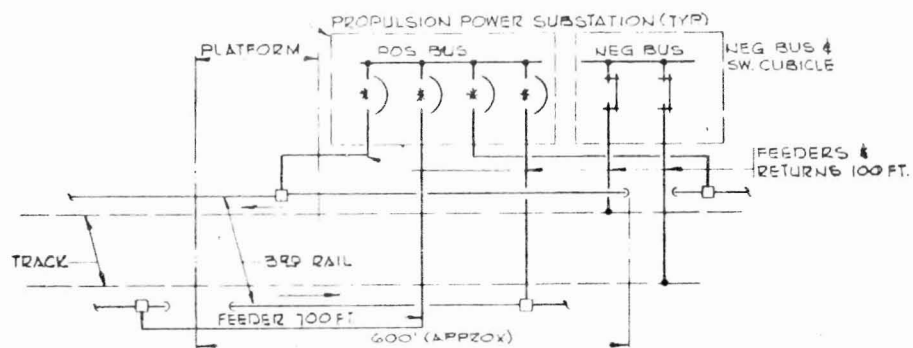 PROPULSION POWER SUBSTATION (TYP)
PLATFORM
POS BUS
NEG BUS
NEG BUS &
SW. CUBICLE
FEEDERS &
RETURNS 100 FT.
TRACK
3RD RAIL
FEEDER 700 FT.
600' (APPROX)